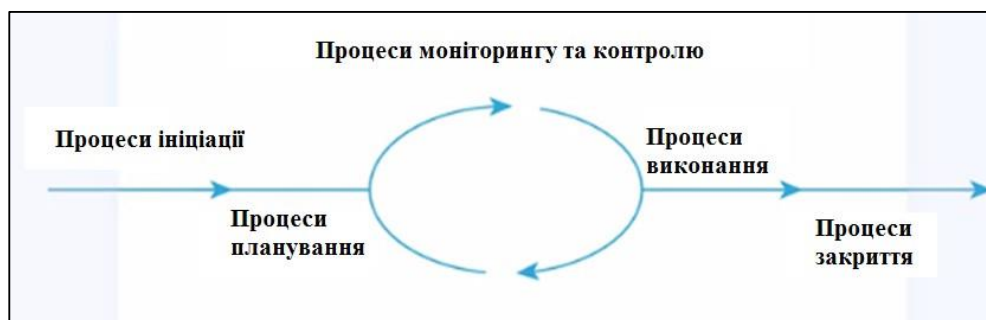 Процеси моніторингу та контролю
Процеси ініціації
Процеси
виконання
Процеси
планування
Процеси
закриття